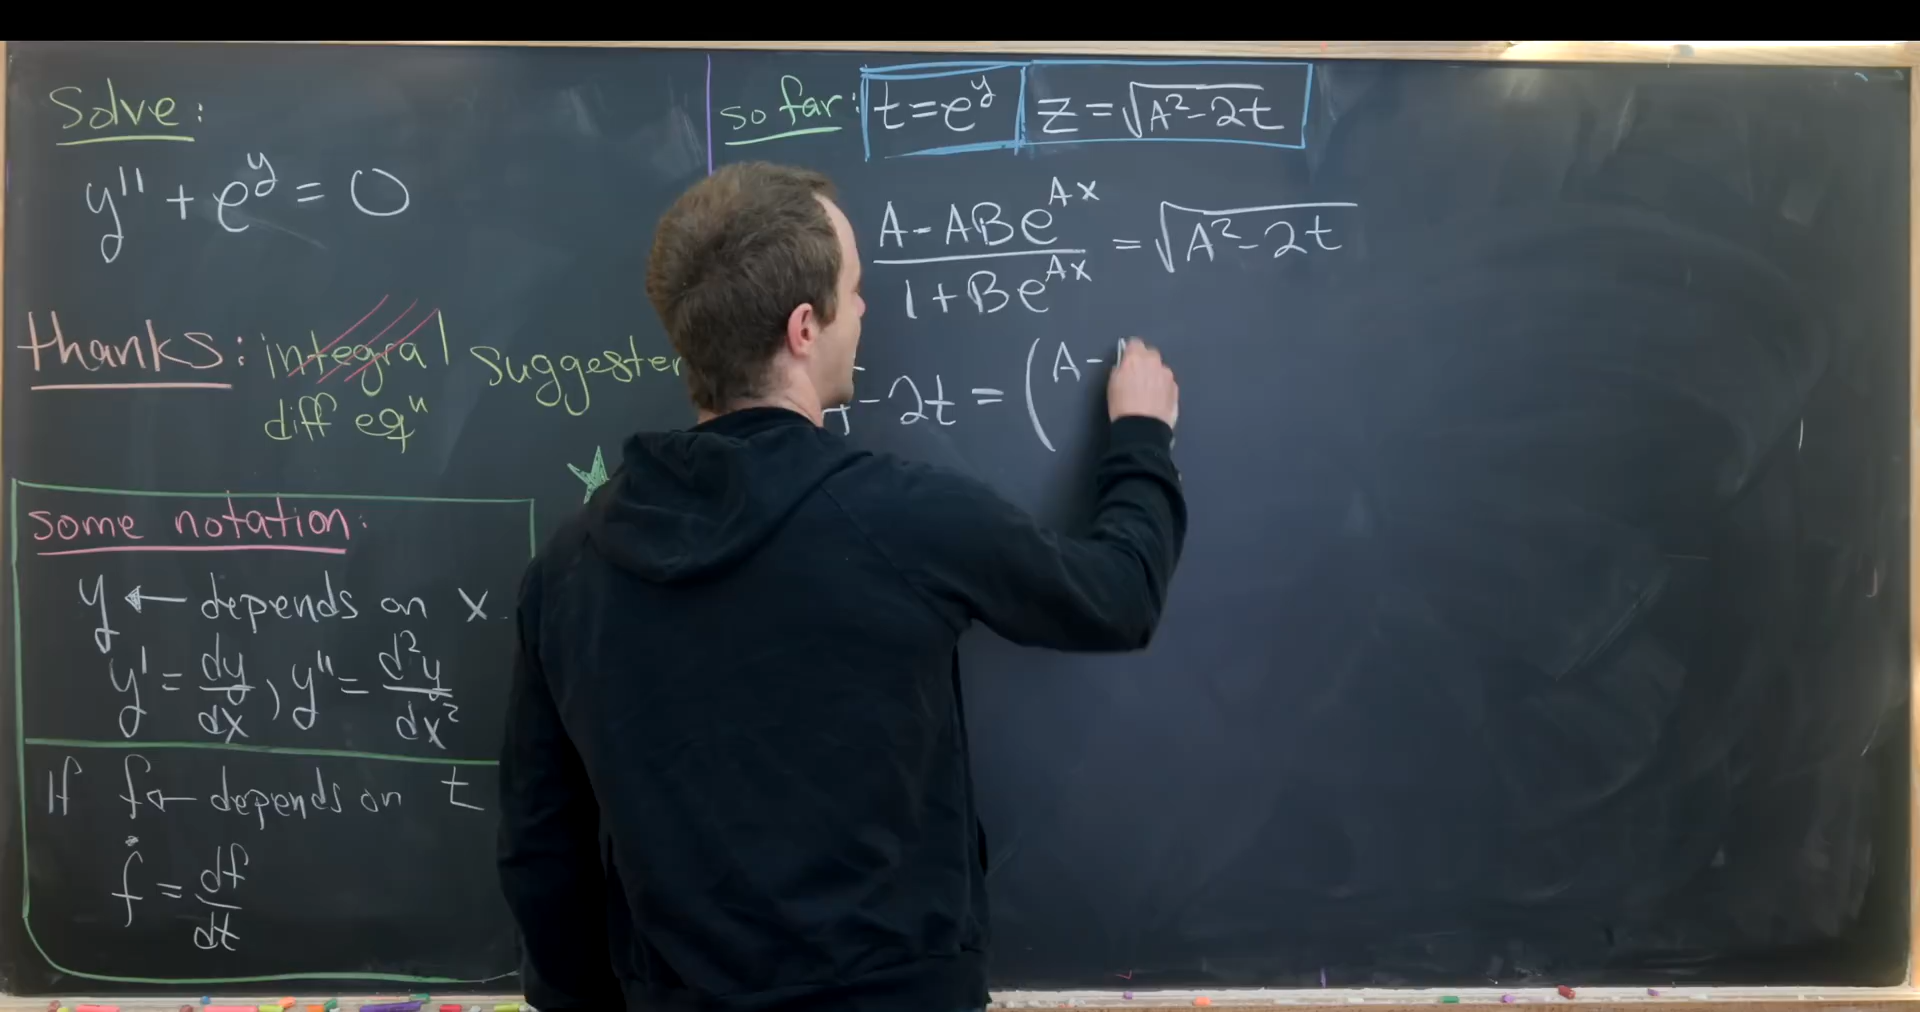 Solve:
y'' + e^y = 0
thanks: integral suggester
diff eqⁿ
some notation:
y ← depends on x
y' = dy/dx, y'' = d²y/dx²
If f ← depends on t
ḟ = df/dt
so far: t = e^y z = √(A² - 2t)
(A - ABe^(Ax))/(1 + Be^(Ax)) = √(A² - 2t)
- 2t = (A -